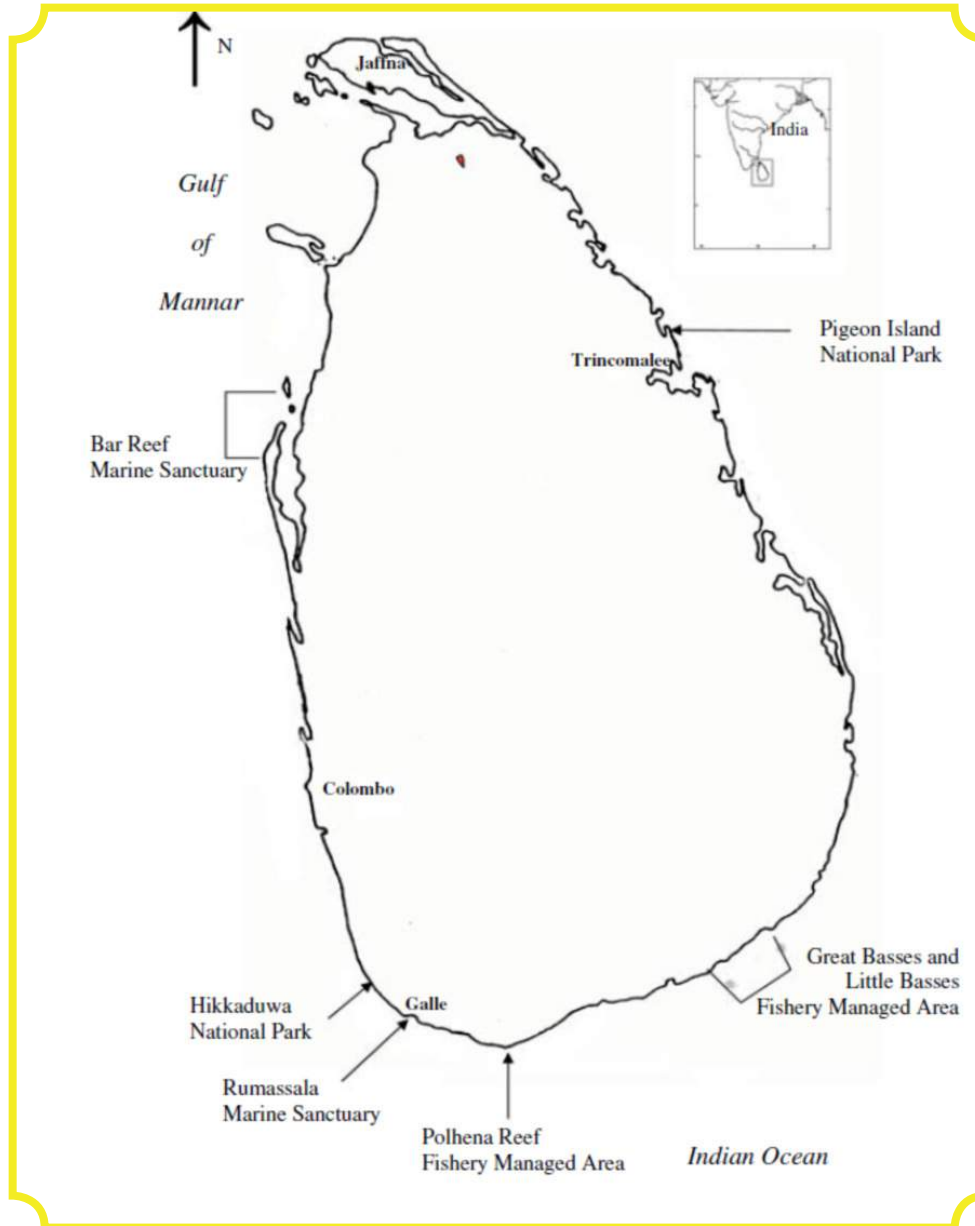 N
Jaffna
India
Gulf
of
Mannar
Pigeon Island
National Park
Trincomalee
Bar Reef
Marine Sanctuary
Colombo
Great Basses and
Little Basses
Fishery Managed Area
Hikkaduwa
National Park
Galle
Rumassala
Marine Sanctuary
Polhena Reef
Fishery Managed Area
Indian Ocean